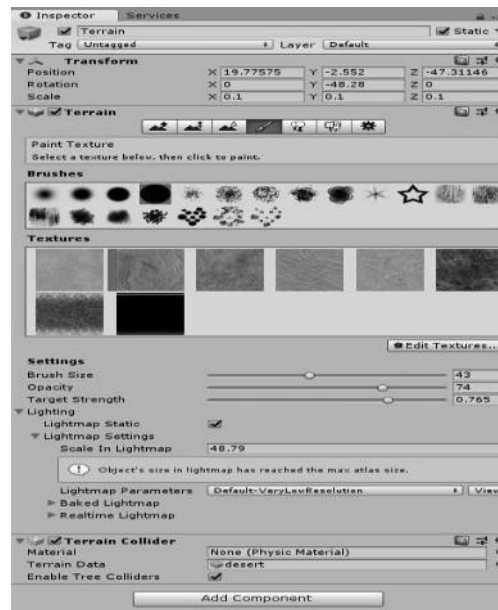 Inspector Services
Terrain Static
Tag Untagged Layer Default
Transform
Position X 19.77575 Y -2.552 Z -47.31146
Rotation X 0 Y -48.28 Z 0
Scale X 0.1 Y 0.1 Z 0.1
Terrain
Paint Texture
Select a texture below, then click to paint.
Brushes
Textures
Edit Textures...
Settings
Brush Size 43
Opacity 74
Target Strength 0.765
Lighting
Lightmap Static
Lightmap Settings
Scale In Lightmap 48.79
Object's size in lightmap has reached the max atlas size.
Lightmap Parameters Default-VeryLowResolution View
Baked Lightmap
Realtime Lightmap
Terrain Collider
Material None (Physic Material)
Terrain Data desert
Enable Tree Colliders
Add Component